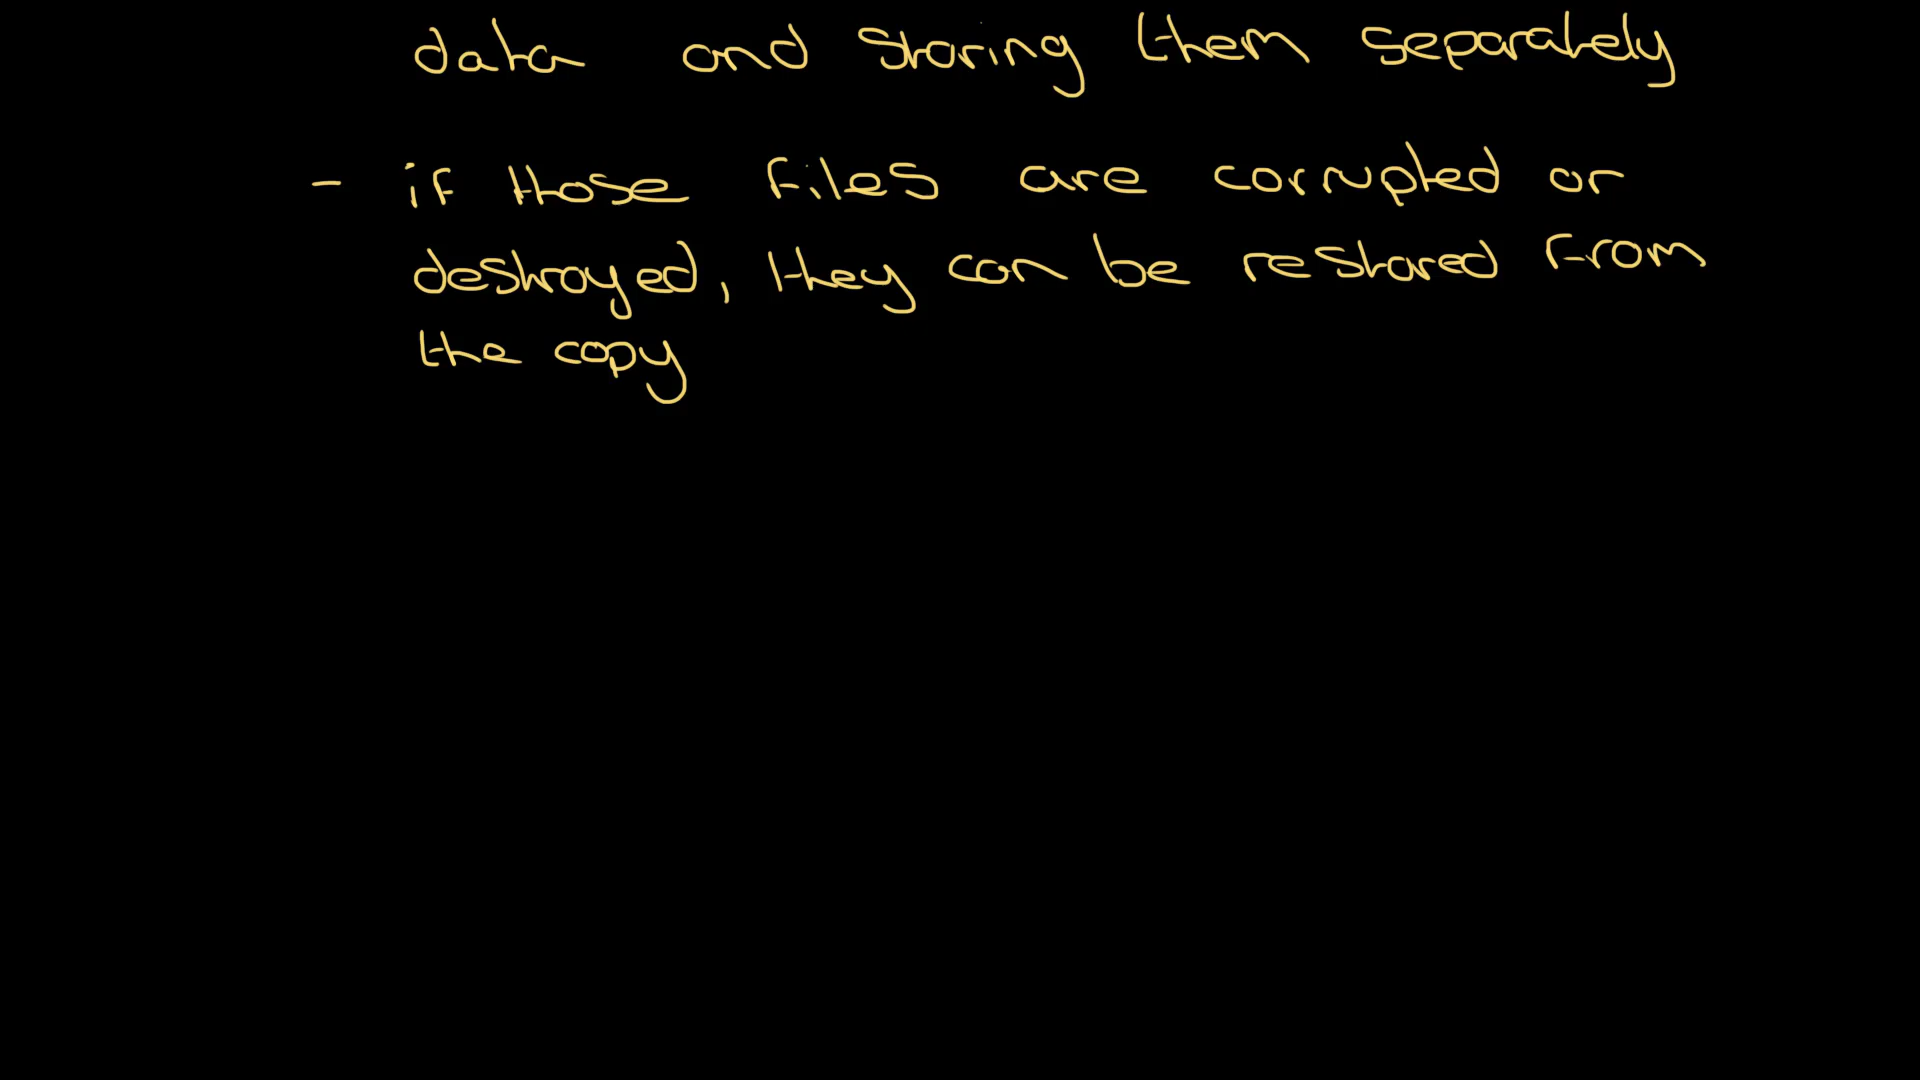 data and storing them separately
- if those files are corrupted or
destroyed, they can be restored from
the copy